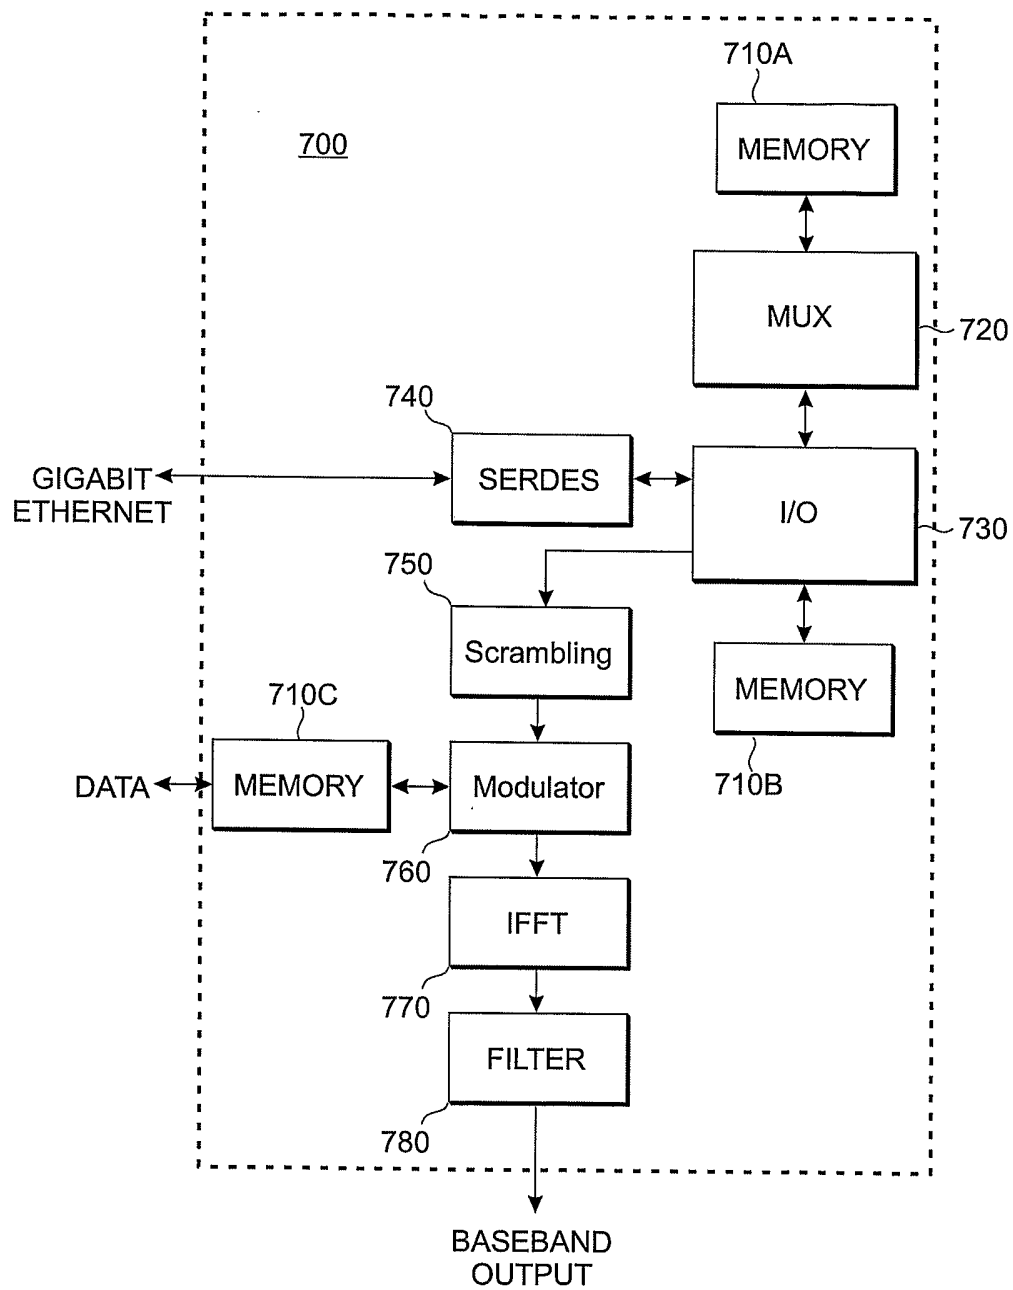 710A
MEMORY
700
MUX
720
740
GIGABIT
ETHERNET
SERDES
I/O
730
750
Scrambling
MEMORY
710B
710C
DATA
MEMORY
Modulator
760
IFFT
770
FILTER
780
BASEBAND
OUTPUT